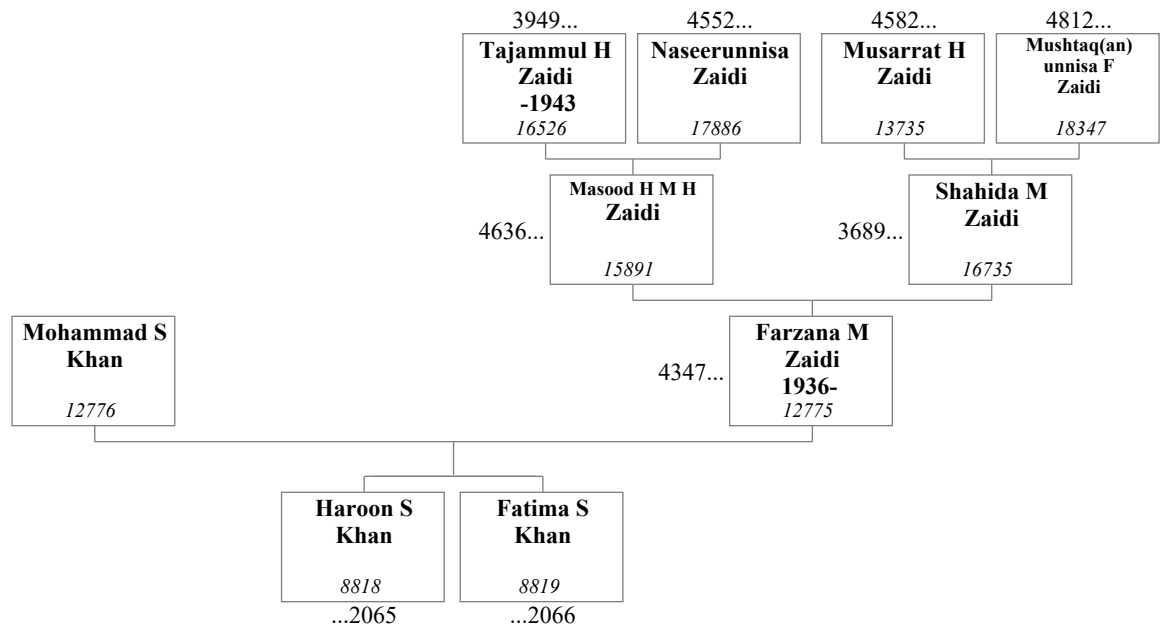 3949...
4552...
4582...
4812...
Tajammul H
Zaidi
-1943
16526
Naseerunnisa
Zaidi
17886
Musarrat H
Zaidi
13735
Mushtaq(an)
unnisa F
Zaidi
18347
4636...
Masood H M H
Zaidi
15891
3689...
Shahida M
Zaidi
16735
Mohammad S
Khan
12776
4347...
Farzana M
Zaidi
1936-
12775
Haroon S
Khan
8818
...2065
Fatima S
Khan
8819
...2066